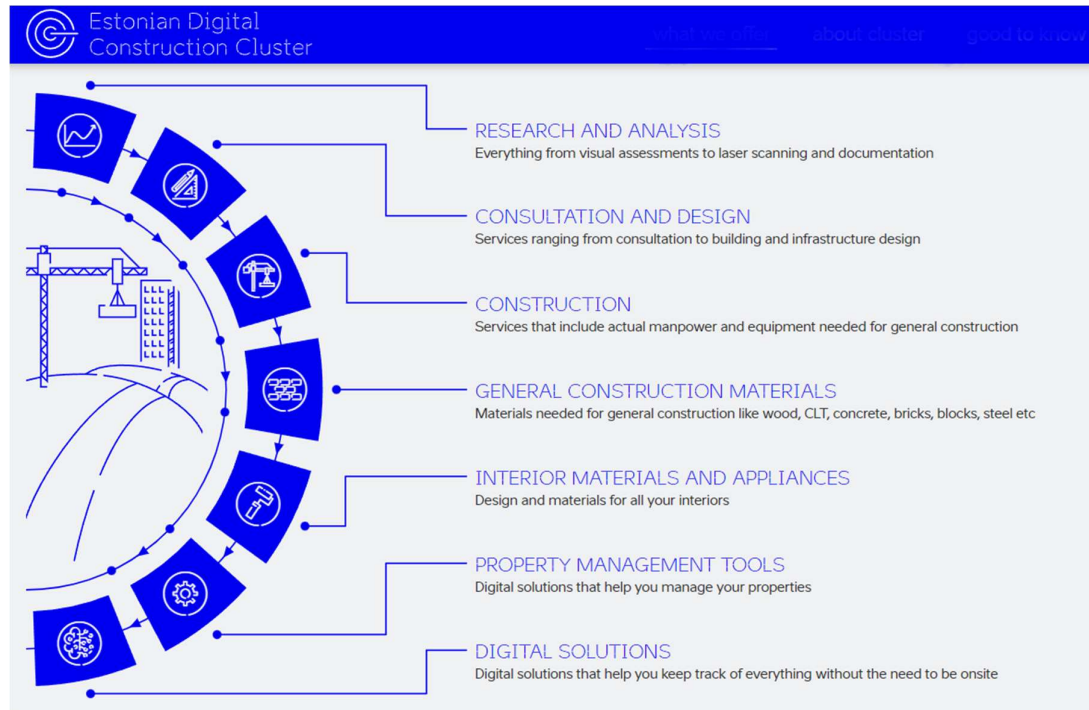 Estonian Digital
Construction Cluster
what we offer about cluster good to know
RESEARCH AND ANALYSIS
Everything from visual assessments to laser scanning and documentation
CONSULTATION AND DESIGN
Services ranging from consultation to building and infrastructure design
CONSTRUCTION
Services that include actual manpower and equipment needed for general construction
GENERAL CONSTRUCTION MATERIALS
Materials needed for general construction like wood, CLT, concrete, bricks, blocks, steel etc
INTERIOR MATERIALS AND APPLIANCES
Design and materials for all your interiors
PROPERTY MANAGEMENT TOOLS
Digital solutions that help you manage your properties
DIGITAL SOLUTIONS
Digital solutions that help you keep track of everything without the need to be onsite